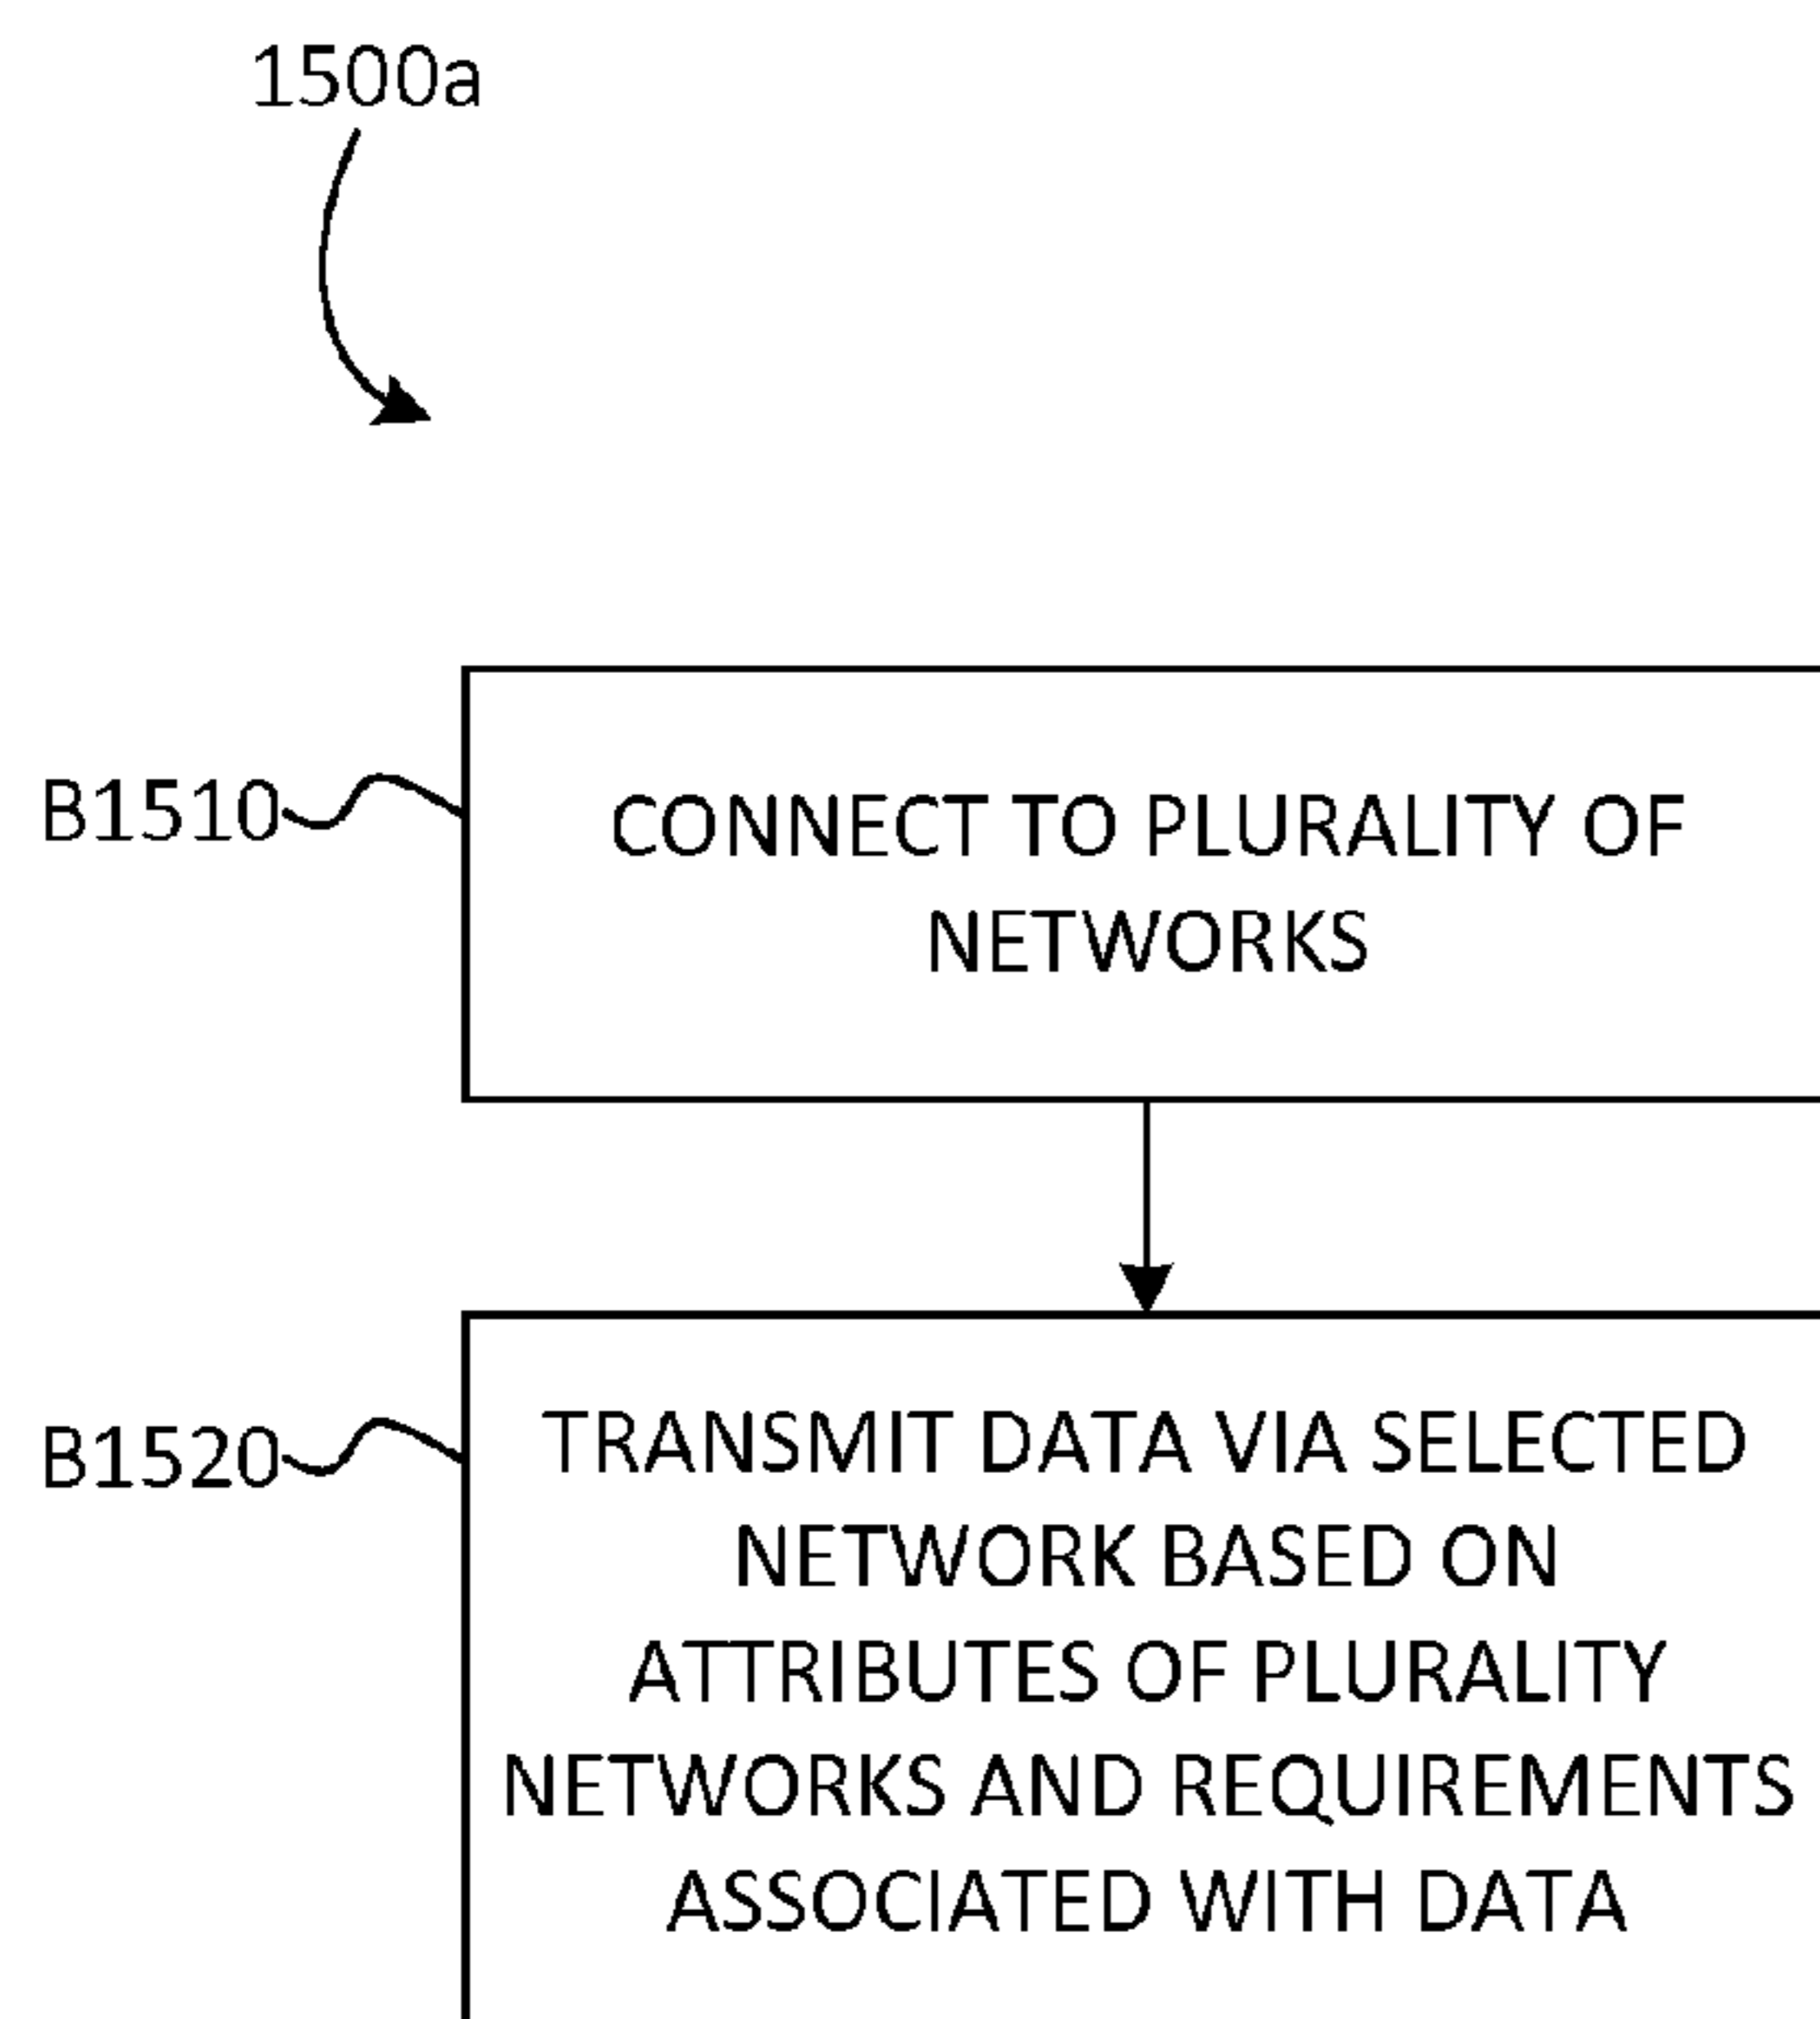 1500a
B1510
CONNECT TO PLURALITY OF
NETWORKS
B1520
TRANSMIT DATA VIA SELECTED
NETWORK BASED ON
ATTRIBUTES OF PLURALITY
NETWORKS AND REQUIREMENTS
ASSOCIATED WITH DATA